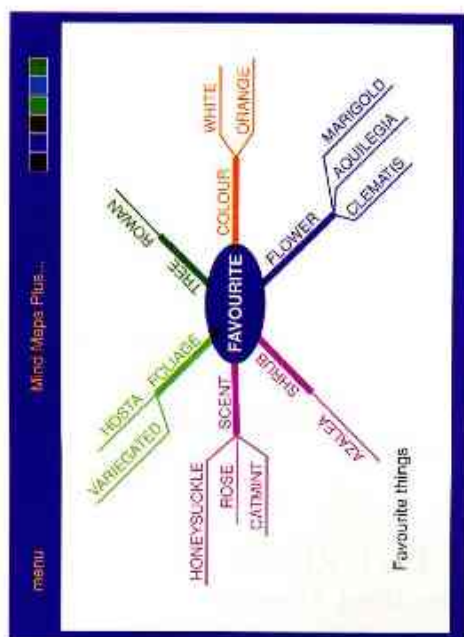 menu
Mind Maps Plus...
FAVOURITE
COLOUR
WHITE
ORANGE
FLOWER
MARIGOLD
AQUILEGIA
CLEMATIS
SHRUB
AZALEA
SCENT
HONEYSUCKLE
ROSE
CATMINT
FOLIAGE
HOSTA
VARIEGATED
TREE
ROWAN
Favourite things